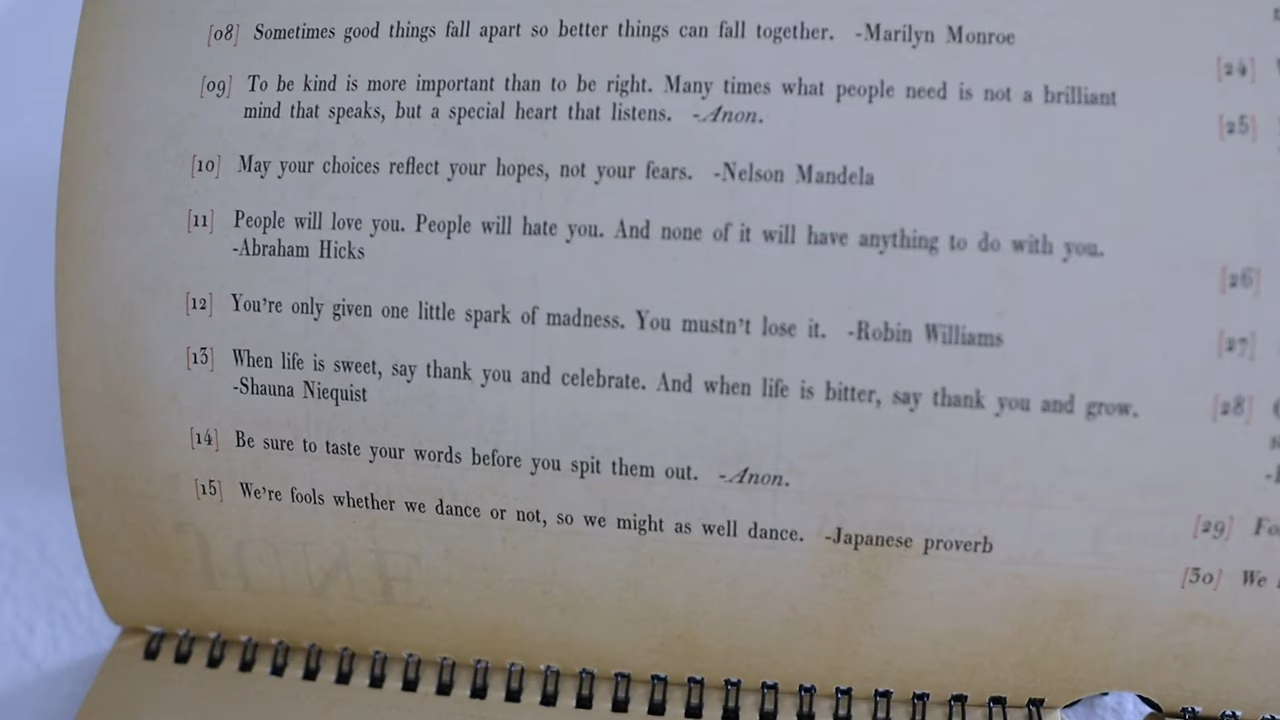 [08] Sometimes good things fall apart so better things can fall together. -Marilyn Monroe
[09] To be kind is more important than to be right. Many times what people need is not a brilliant
mind that speaks, but a special heart that listens. -Anon.
[10] May your choices reflect your hopes, not your fears. -Nelson Mandela
[11] People will love you. People will hate you. And none of it will have anything to do with you.
-Abraham Hicks
[12] You're only given one little spark of madness. You mustn't lose it. -Robin Williams
[13] When life is sweet, say thank you and celebrate. And when life is bitter, say thank you and grow.
-Shauna Niequist
[14] Be sure to taste your words before you spit them out. -Anon.
[15] We're fools whether we dance or not, so we might as well dance. -Japanese proverb
[24]
[25]
[26]
[27]
[28]
[29]
[30] We